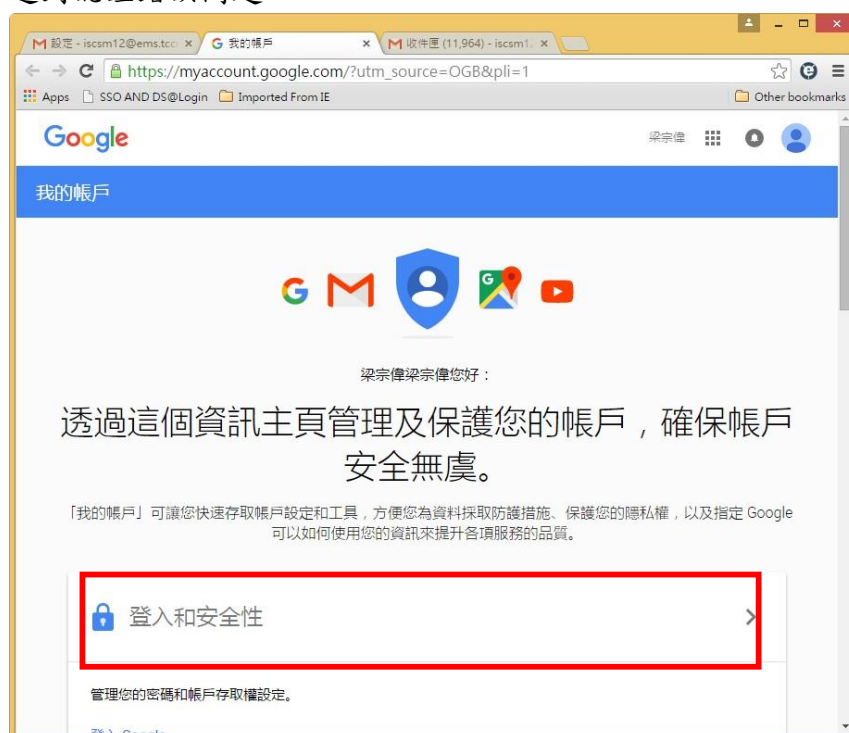 設定 - iscsm12@ems.tcc
我的帳戶
收件匣 (11,964) - iscsm1
https://myaccount.google.com/?utm_source=OGB&pli=1
Apps SSO AND DS@Login Imported From IE Other bookmarks
Google
梁宗偉
我的帳戶
梁宗偉梁宗偉您好：
透過這個資訊主頁管理及保護您的帳戶，確保帳戶
安全無虞。
「我的帳戶」可讓您快速存取帳戶設定和工具，方便您為資料採取防護措施、保護您的隱私權，以及指定 Google
可以如何使用您的資訊來提升各項服務的品質。
登入和安全性
管理您的密碼和帳戶存取權設定。
登入 Google